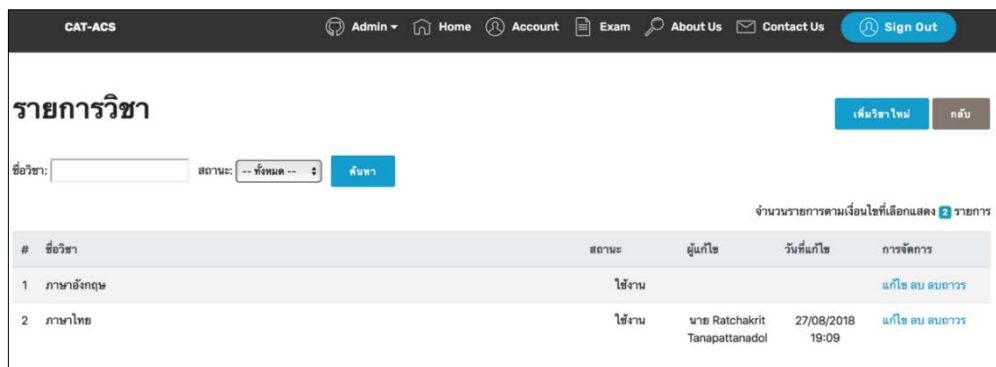 CAT-ACS Admin Home Account Exam About Us Contact Us Sign Out
รายการวิชา
เพิ่มวิชาใหม่ กลับ
ชื่อวิชา: สถานะ: -- ทั้งหมด -- ค้นหา
จำนวนรายการตามเงื่อนไขที่เลือกแสดง 2 รายการ
# ชื่อวิชา สถานะ ผู้แก้ไข วันที่แก้ไข การจัดการ
1 ภาษาอังกฤษ ใช้งาน แก้ไข ลบ ลบถาวร
2 ภาษาไทย ใช้งาน นาย Ratchakrit 27/08/2018 แก้ไข ลบ ลบถาวร
Tanapattanadol 19:09